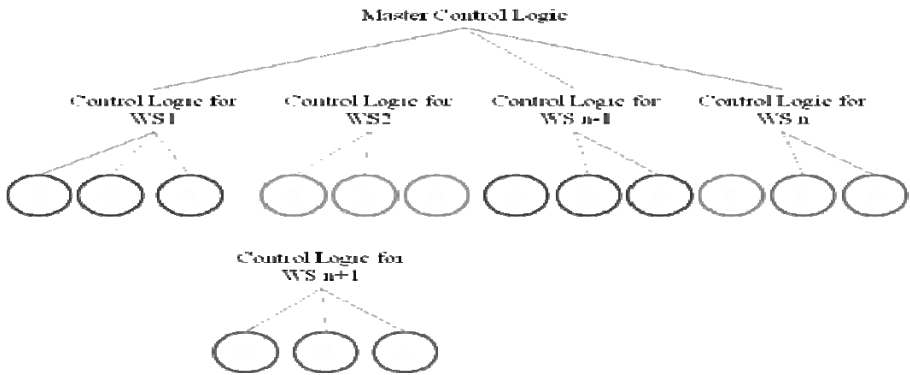 Master Control Logic
Control Logic for
WS1
Control Logic for
WS2
Control Logic for
WS n-1
Control Logic for
WS n
Control Logic for
WS n+1